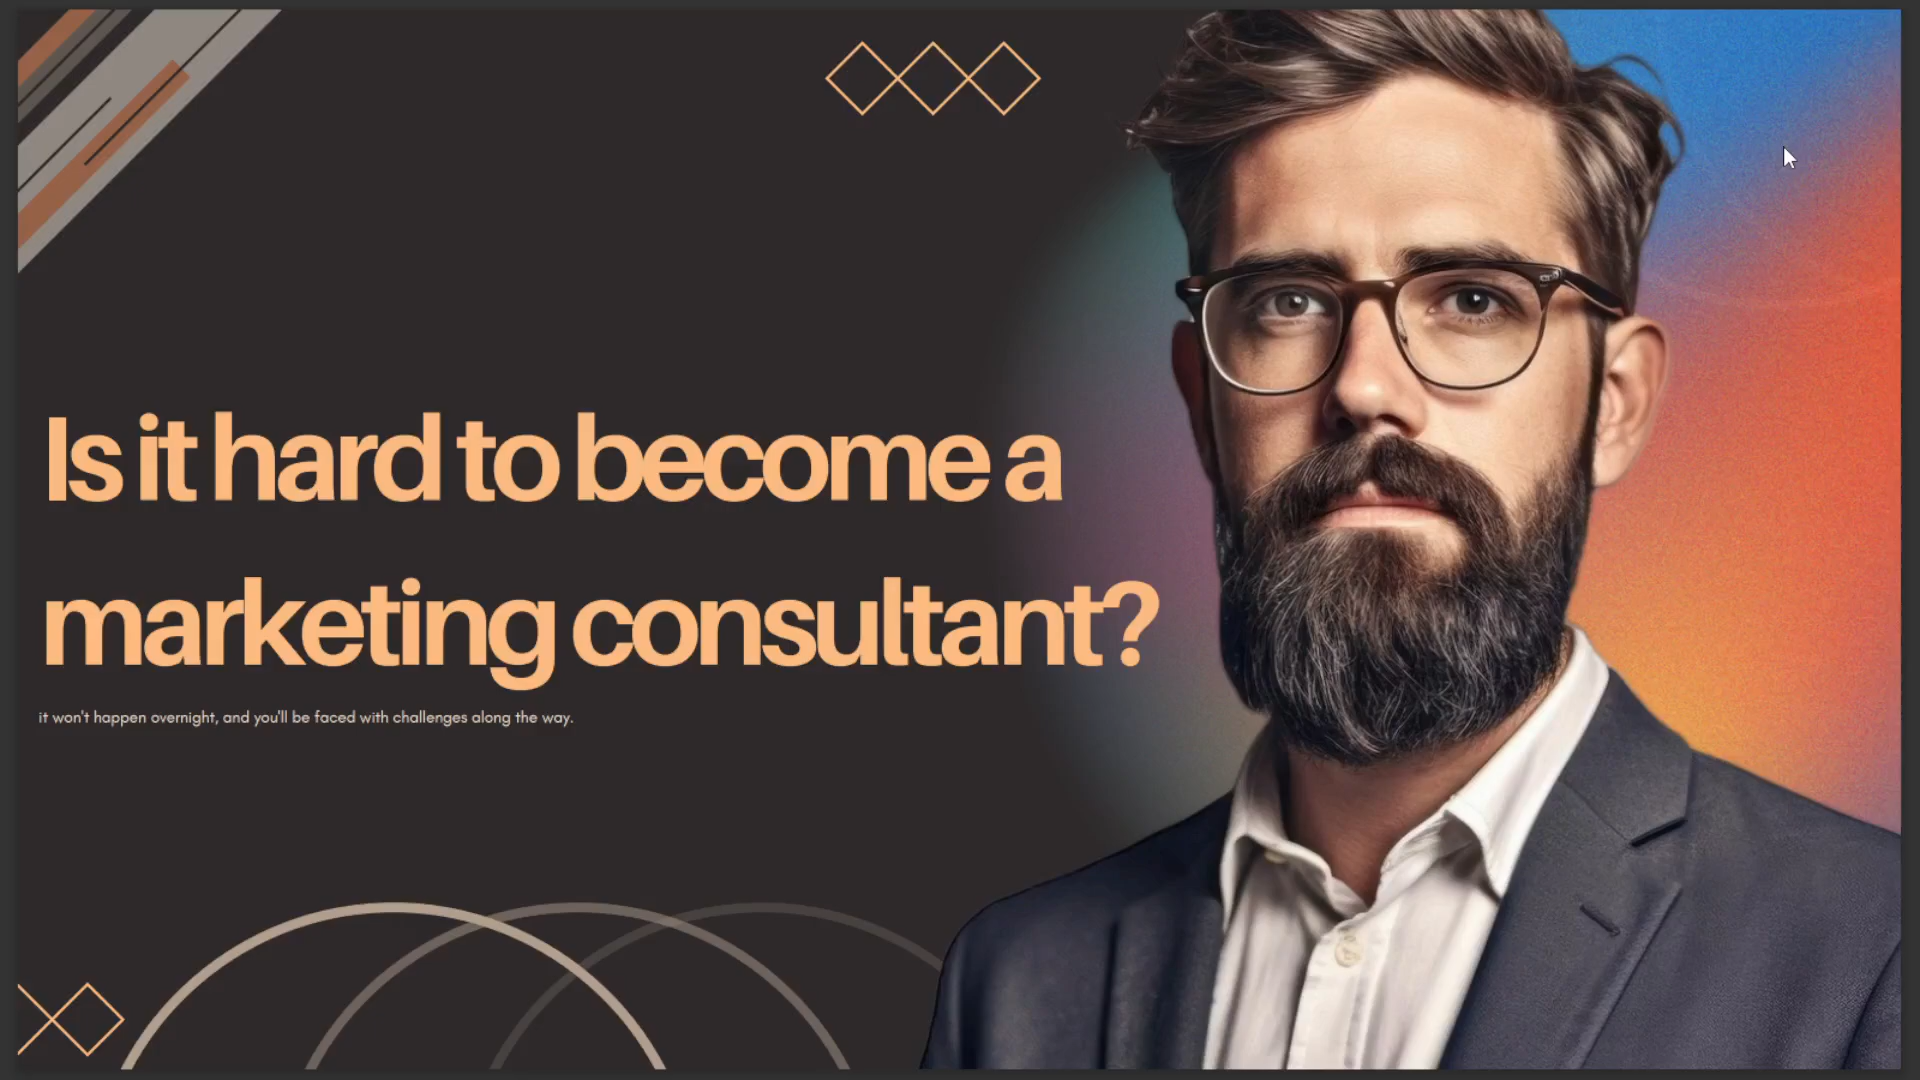 Is it hard to become a
marketing consultant?
it won't happen overnight, and you'll be faced with challenges along the way.